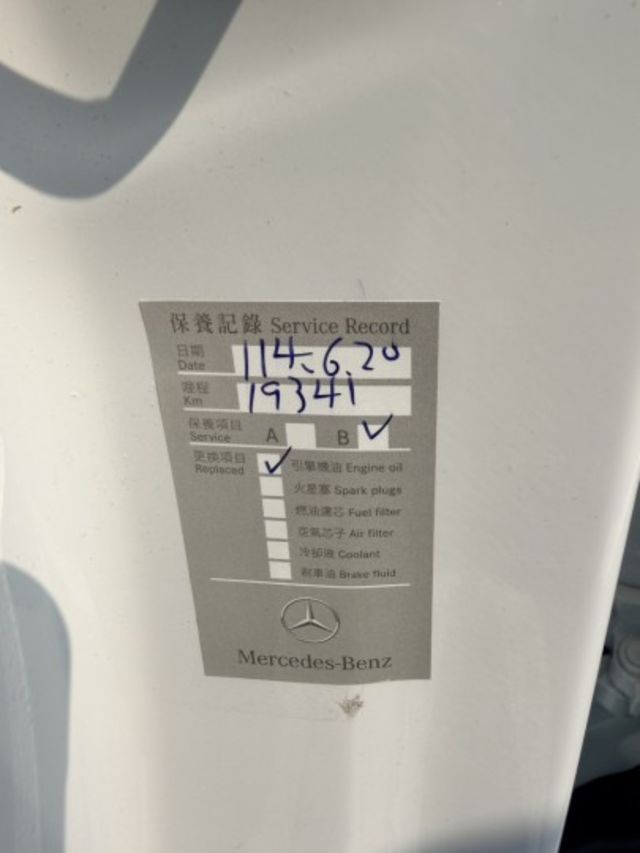 保養記錄 Service Record
日期
Date 114.6.20
哩程
Km 19341
保養項目
Service A B ✓
更換項目
Replaced ✓ 引擎機油 Engine oil
火星塞 Spark plugs
燃油濾芯 Fuel filter
空氣芯子 Air filter
冷卻液 Coolant
剎車油 Brake fluid
Mercedes-Benz